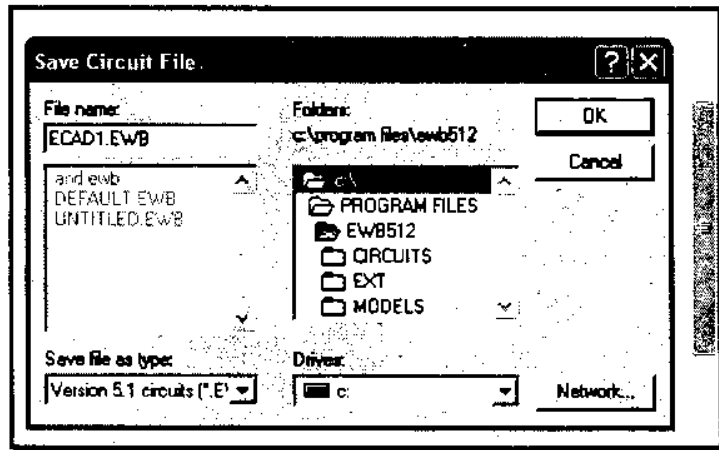 Save Circuit File
File name:
ECAD1.EWB
and ewb
DEFAULT.EWB
UNTITLED.EWB
Save file as type:
Version 5.1 circuits (*.E
Folders:
c:\program files\ewb512
c:\
PROGRAM FILES
EWB512
CIRCUITS
EXT
MODELS
Drives:
c:
OK
Cancel
Network...